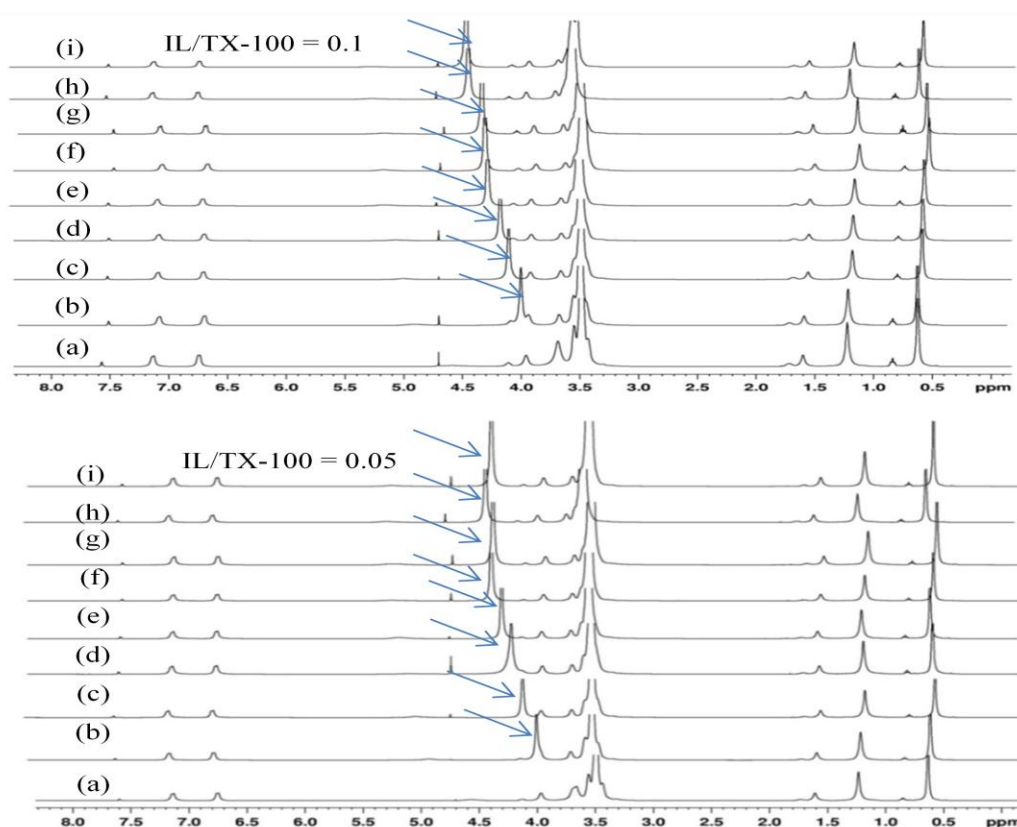 IL/TX-100 = 0.1
(i)
(h)
(g)
(f)
(e)
(d)
(c)
(b)
(a)
8.0 7.5 7.0 6.5 6.0 5.5 5.0 4.5 4.0 3.5 3.0 2.5 2.0 1.5 1.0 0.5 ppm
IL/TX-100 = 0.05
(i)
(h)
(g)
(f)
(e)
(d)
(c)
(b)
(a)
8.0 7.5 7.0 6.5 6.0 5.5 5.0 4.5 4.0 3.5 3.0 2.5 2.0 1.5 1.0 0.5 ppm